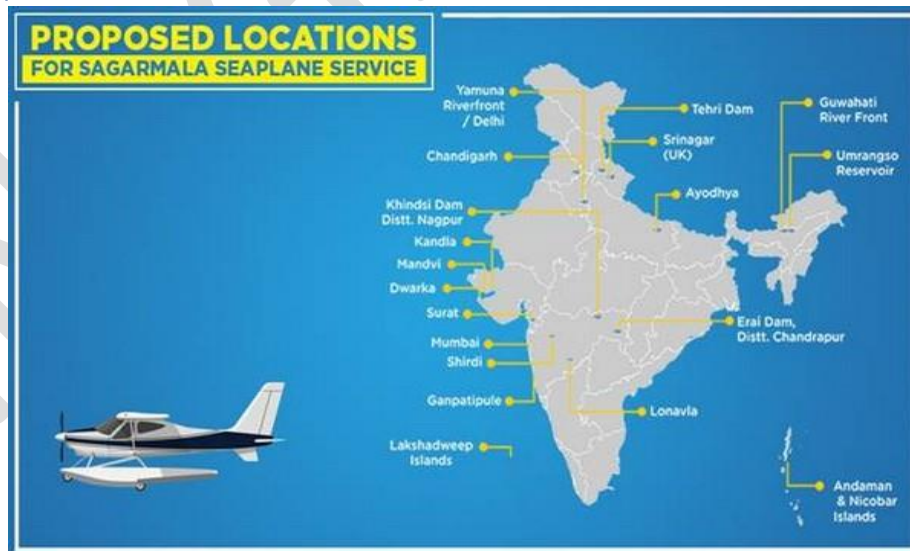 PROPOSED LOCATIONS
FOR SAGARMALA SEAPLANE SERVICE
Yamuna
Riverfront
/ Delhi
Tehri Dam
Guwahati
River Front
Srinagar
(UK)
Chandigarh
Umrangso
Reservoir
Ayodhya
Khindsi Dam
Distt. Nagpur
Kandla
Mandvi
Dwarka
Surat
Erai Dam,
Distt. Chandrapur
Mumbai
Shirdi
Ganpatipule
Lonavla
Lakshadweep
Islands
Andaman
& Nicobar
Islands